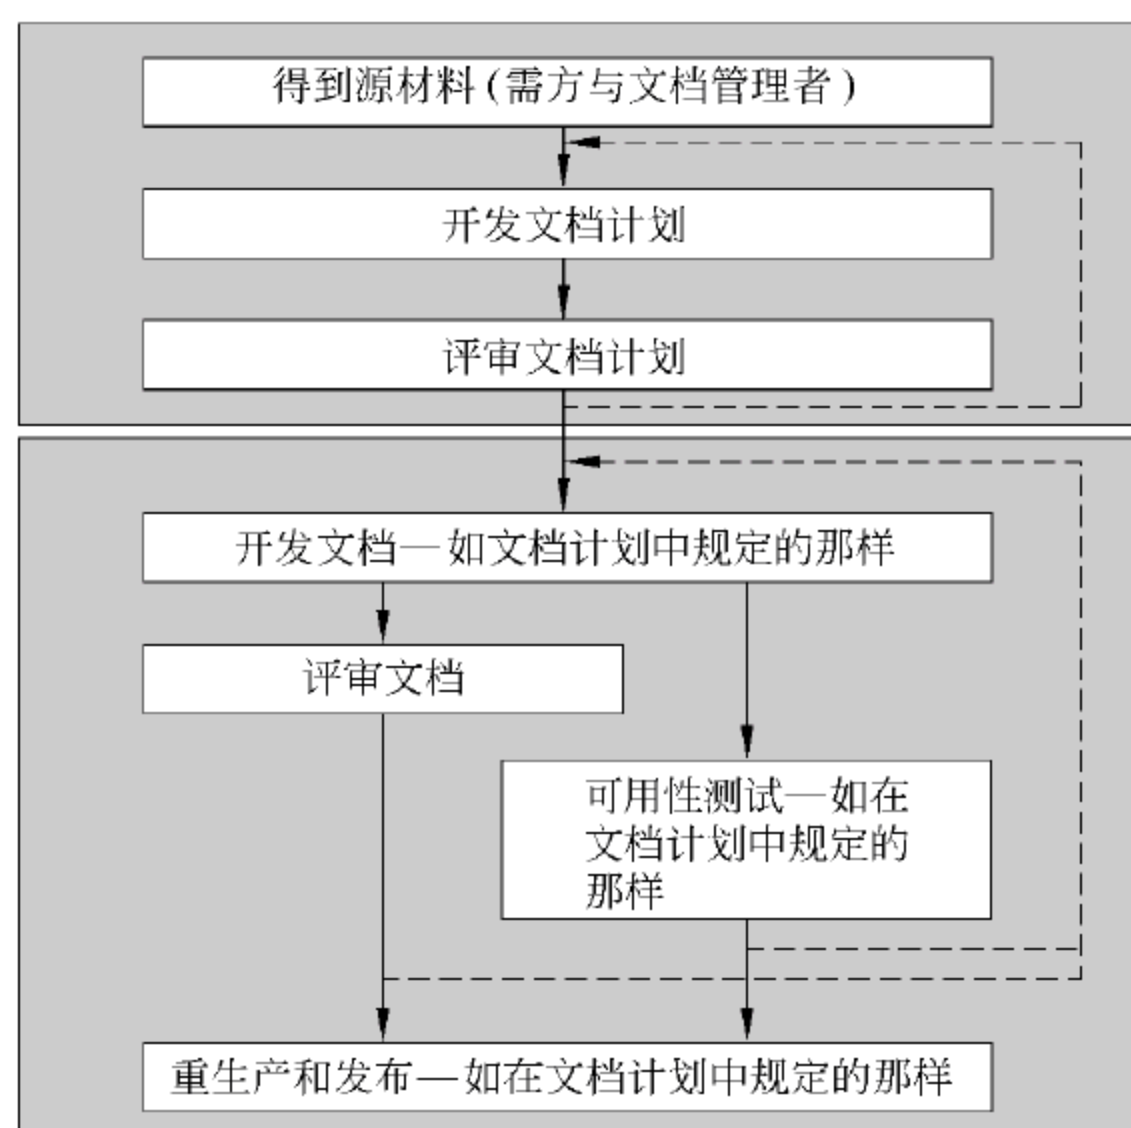 得到源材料(需方与文档管理者)
开发文档计划
评审文档计划
开发文档—如文档计划中规定的那样
评审文档
可用性测试—如在
文档计划中规定的
那样
重生产和发布—如在文档计划中规定的那样